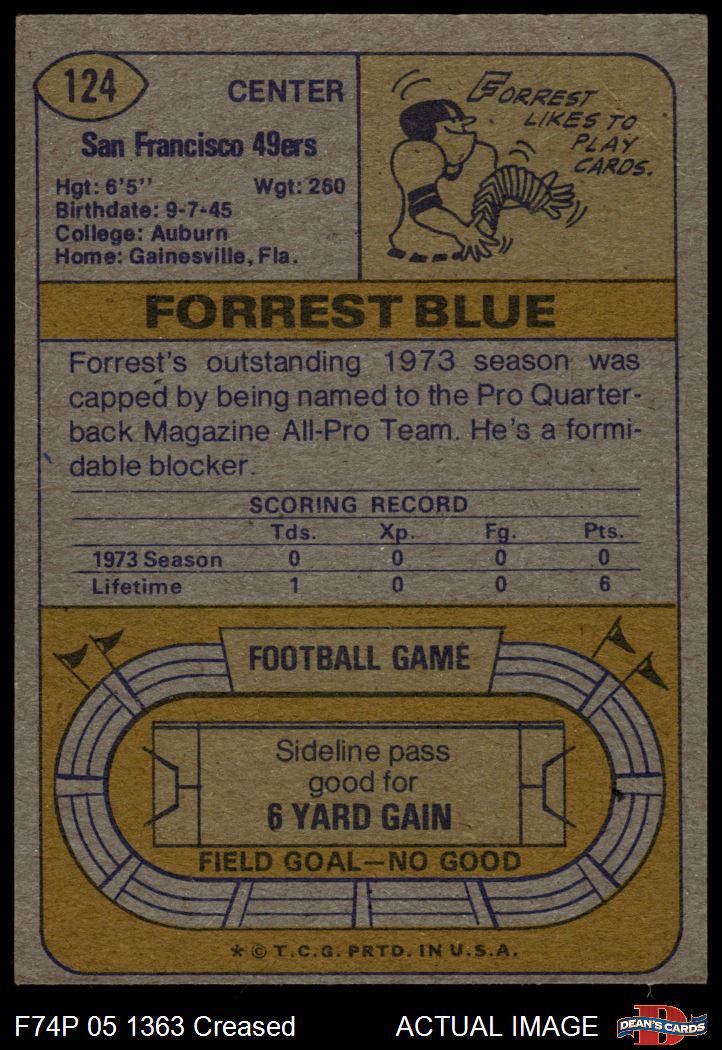 124
CENTER
San Francisco 49ers
Hgt: 6'5'' Wgt: 260
Birthdate: 9-7-45
College: Auburn
Home: Gainesville, Fla.
FORREST
LIKES TO
PLAY
CARDS.
FORREST BLUE
Forrest's outstanding 1973 season was
capped by being named to the Pro Quarter-
back Magazine All-Pro Team. He's a formi-
dable blocker.
SCORING RECORD
Tds. Xp. Fg. Pts.
1973 Season 0 0 0 0
Lifetime 1 0 0 6
FOOTBALL GAME
Sideline pass
good for
6 YARD GAIN
FIELD GOAL—NO GOOD
* © T.C.G. PRTD. IN U.S.A.
F74P 05 1363 Creased
ACTUAL IMAGE
D
DEAN'S CARDS